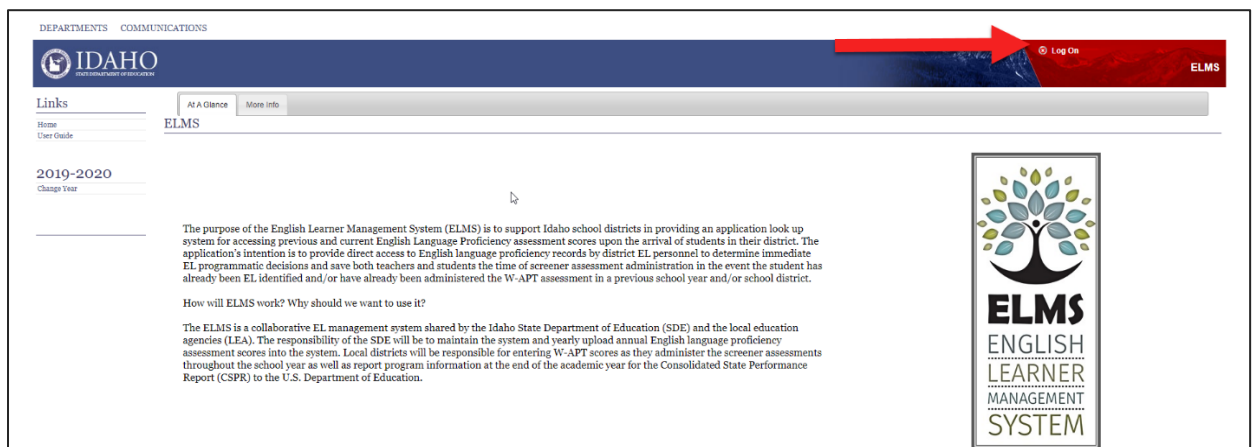 DEPARTMENTS COMMUNICATIONS
IDAHO
STATE DEPARTMENT OF EDUCATION
Log On
ELMS
Links
Home
User Guide
2019-2020
Change Year
At A Glance More Info
ELMS
The purpose of the English Learner Management System (ELMS) is to support Idaho school districts in providing an application look up
system for accessing previous and current English Language Proficiency assessment scores upon the arrival of students in their district. The
application's intention is to provide direct access to English language proficiency records by district EL personnel to determine immediate
EL programmatic decisions and save both teachers and students the time of screener assessment administration in the event the student has
already been EL identified and/or have already been administered the W-APT assessment in a previous school year and/or school district.
How will ELMS work? Why should we want to use it?
The ELMS is a collaborative EL management system shared by the Idaho State Department of Education (SDE) and the local education
agencies (LEA). The responsibility of the SDE will be to maintain the system and yearly upload annual English language proficiency
assessment scores into the system. Local districts will be responsible for entering W-APT scores as they administer the screener assessments
throughout the school year as well as report program information at the end of the academic year for the Consolidated State Performance
Report (CSPR) to the U.S. Department of Education.
ELMS
ENGLISH
LEARNER
MANAGEMENT
SYSTEM